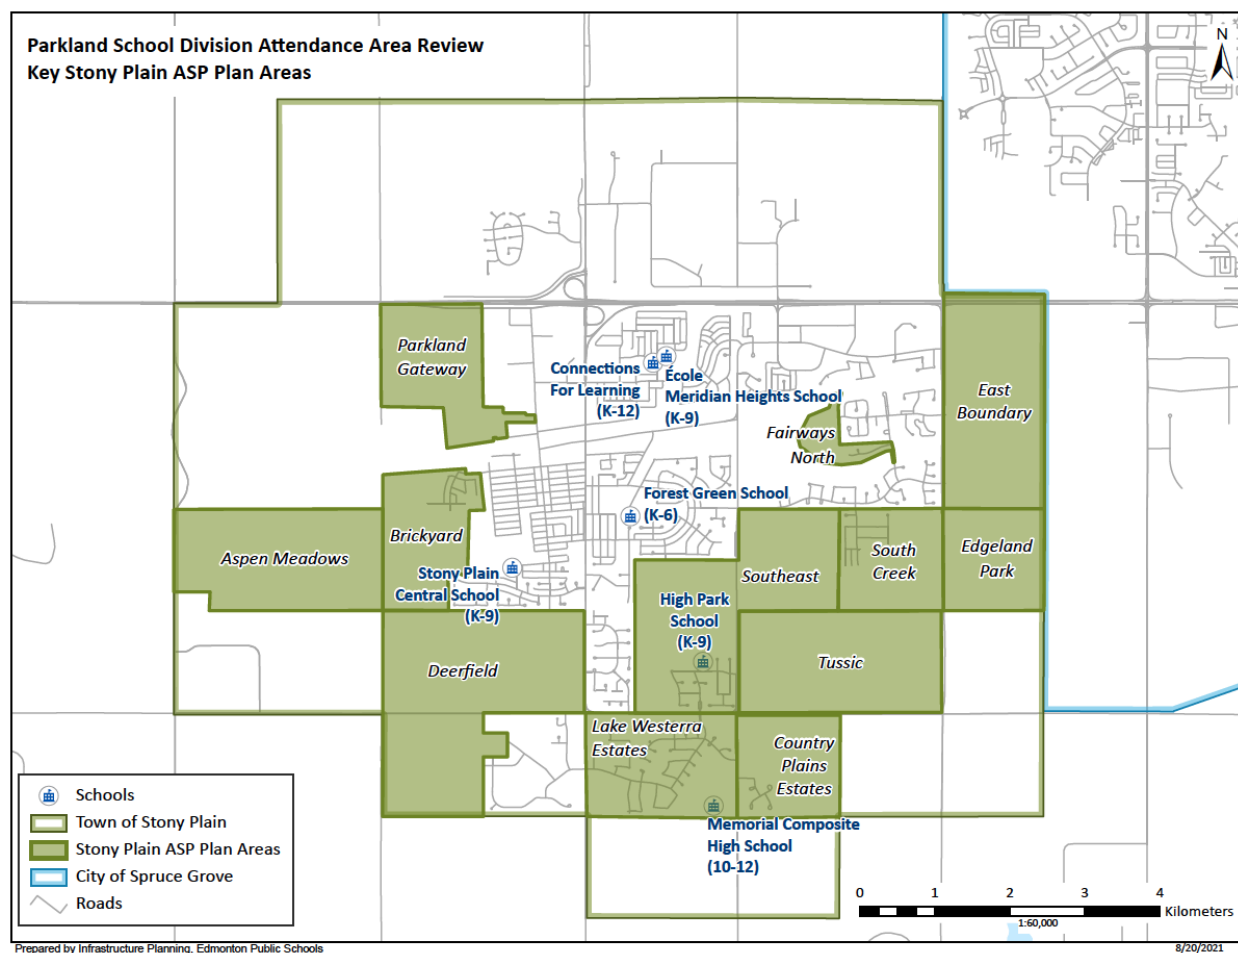 Parkland School Division Attendance Area Review
Key Stony Plain ASP Plan Areas
N
Parkland
Gateway
Connections
For Learning
(K-12)
École
Meridian Heights School
(K-9)
East
Boundary
Fairways
North
Forest Green School
(K-6)
Brickyard
Aspen Meadows
Stony Plain
Central School
(K-9)
Southeast
South
Creek
Edgeland
Park
High Park
School
(K-9)
Deerfield
Tussic
Lake Westerra
Estates
Country
Plains
Estates
Memorial Composite
High School
(10-12)
Schools
Town of Stony Plain
Stony Plain ASP Plan Areas
City of Spruce Grove
Roads
0 1 2 3 4
Kilometers
1:60,000
Prepared by Infrastructure Planning, Edmonton Public Schools
8/20/2021